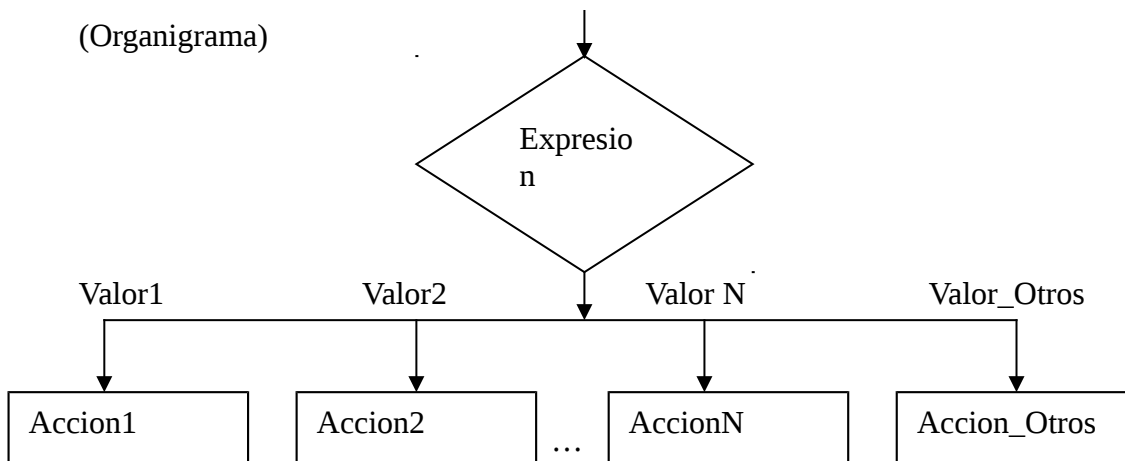 (Organigrama)
Expresio
n
Valor1 Valor2 Valor N Valor_Otros
Accion1 Accion2 ... AccionN Accion_Otros